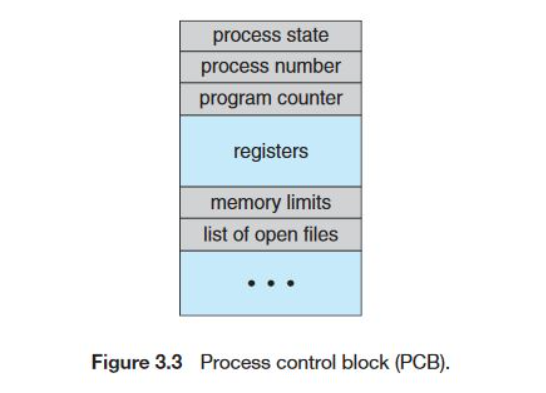 process state
process number
program counter
registers
memory limits
list of open files
• • •
Figure 3.3 Process control block (PCB).